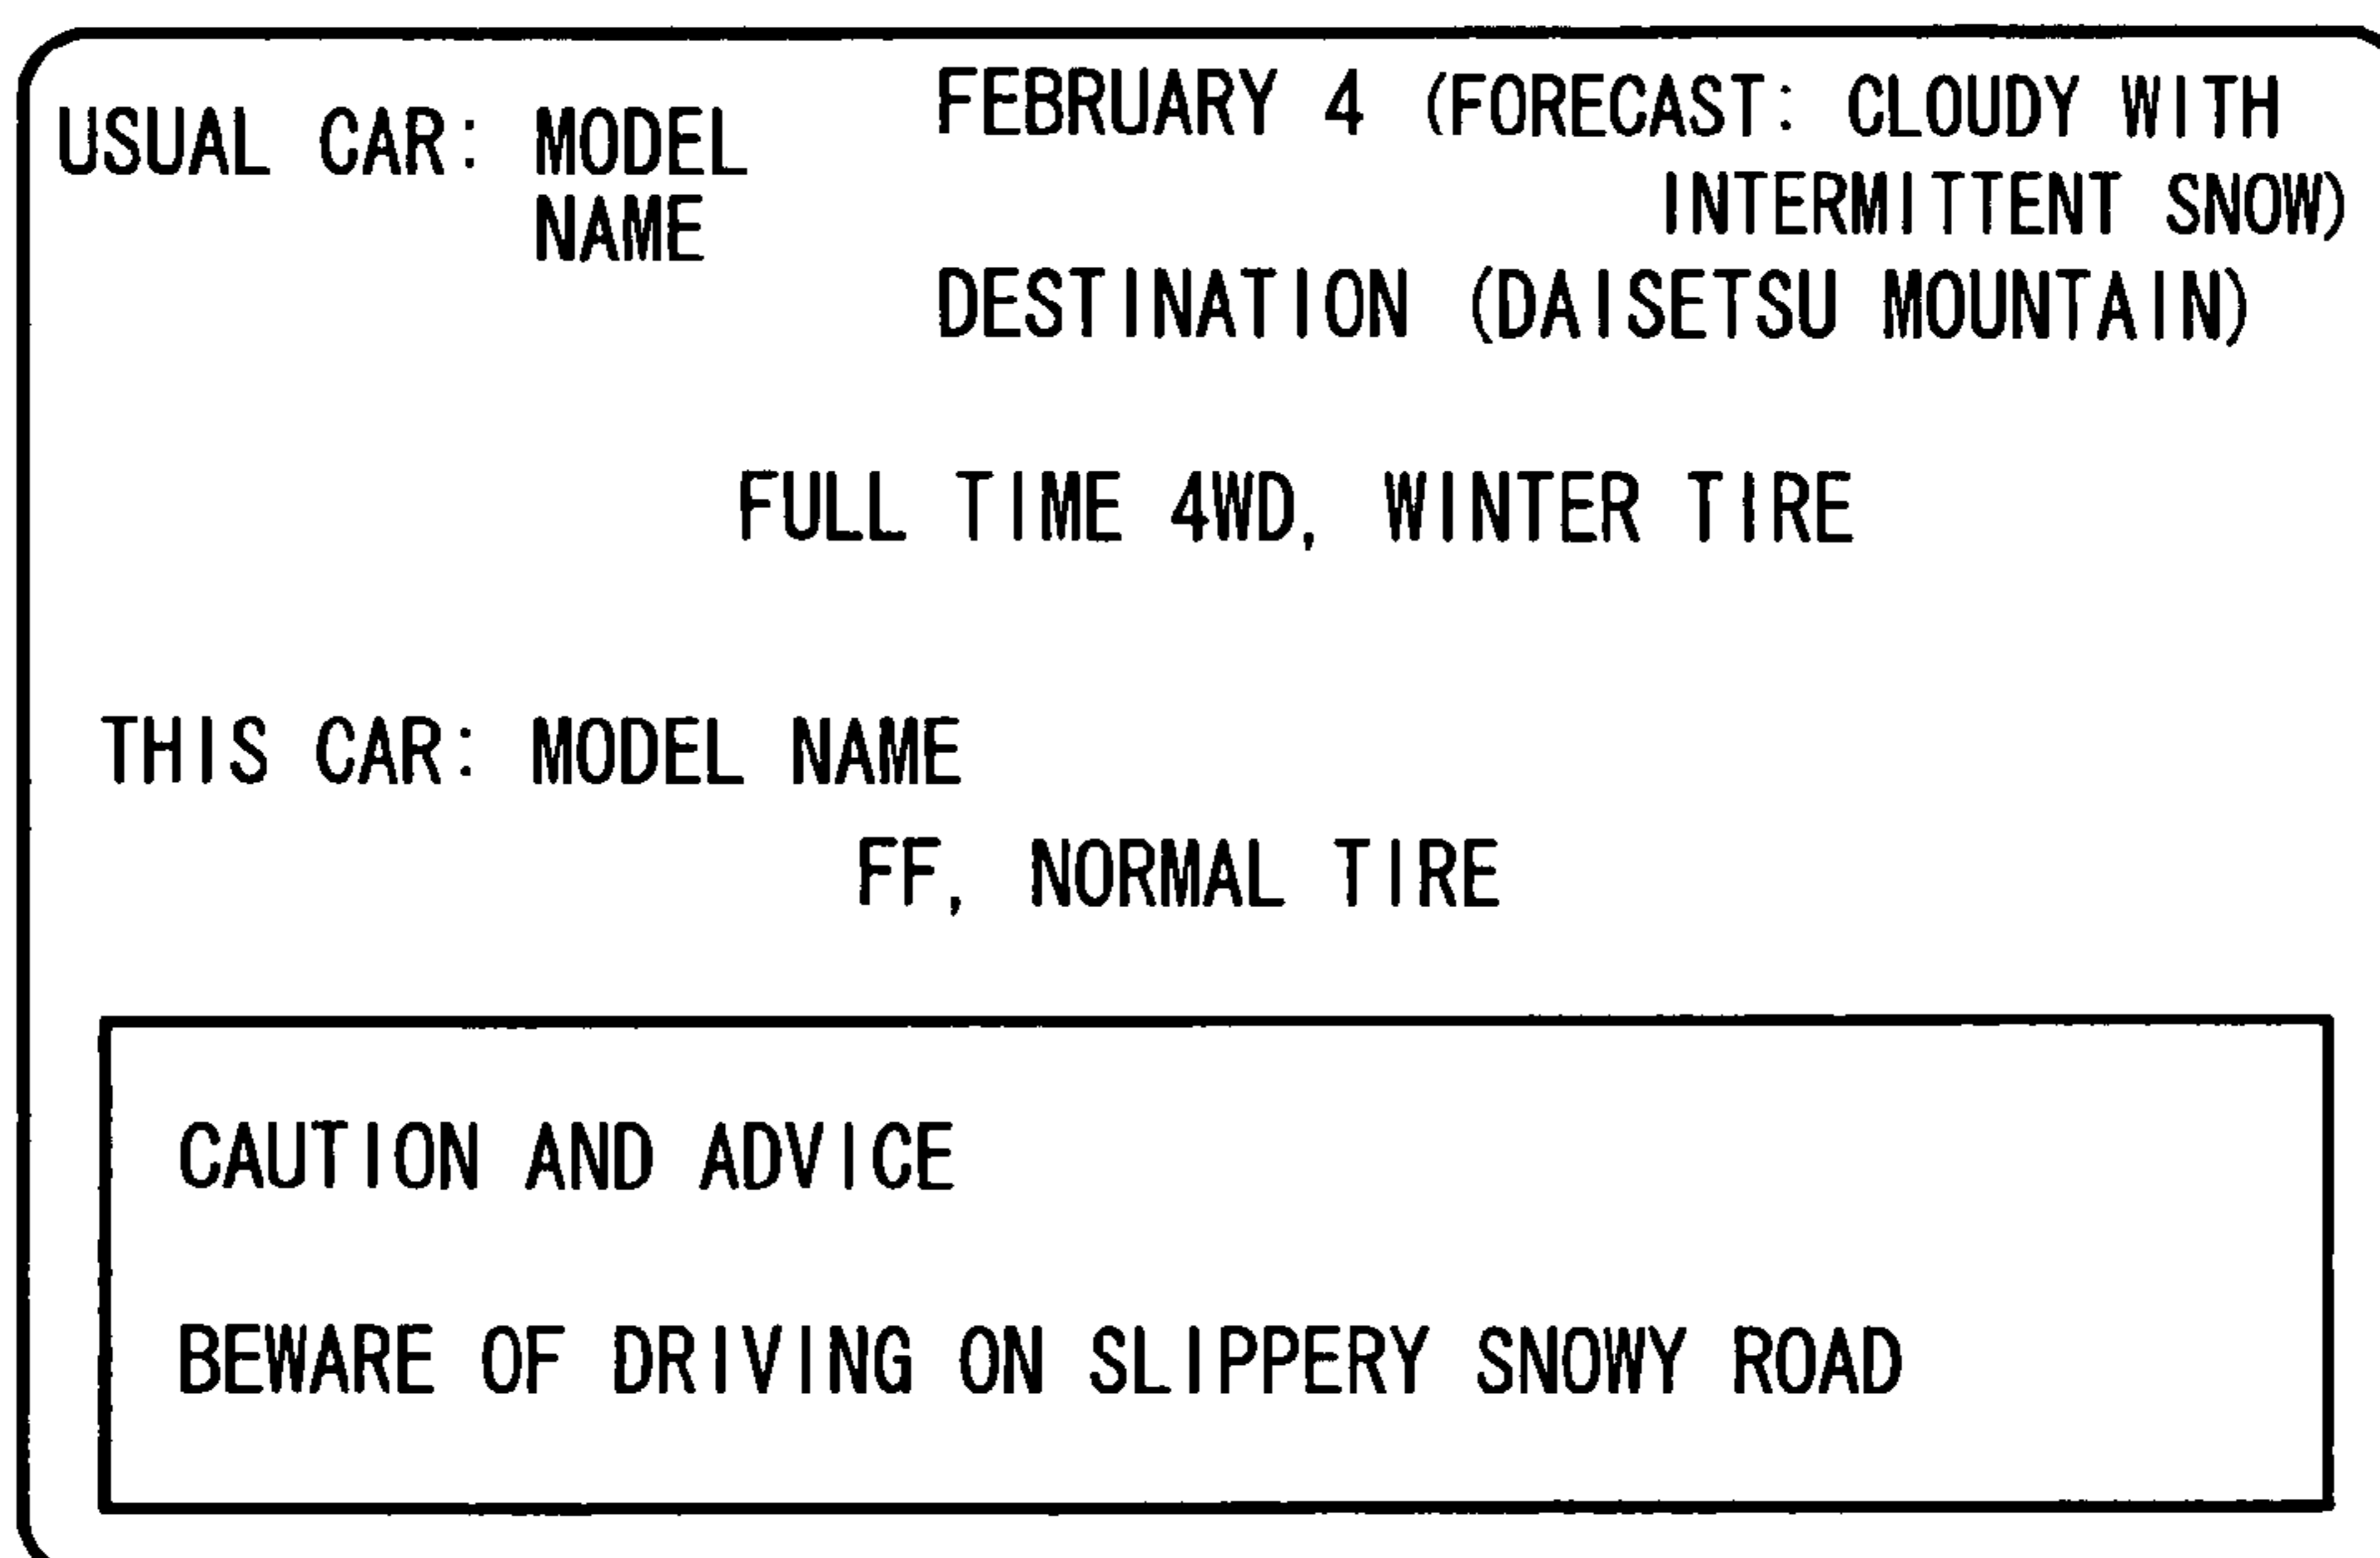 USUAL CAR: MODEL
NAME
FEBRUARY 4 (FORECAST: CLOUDY WITH
INTERMITTENT SNOW)
DESTINATION (DAISETSU MOUNTAIN)
FULL TIME 4WD, WINTER TIRE
THIS CAR: MODEL NAME
FF, NORMAL TIRE
CAUTION AND ADVICE
BEWARE OF DRIVING ON SLIPPERY SNOWY ROAD